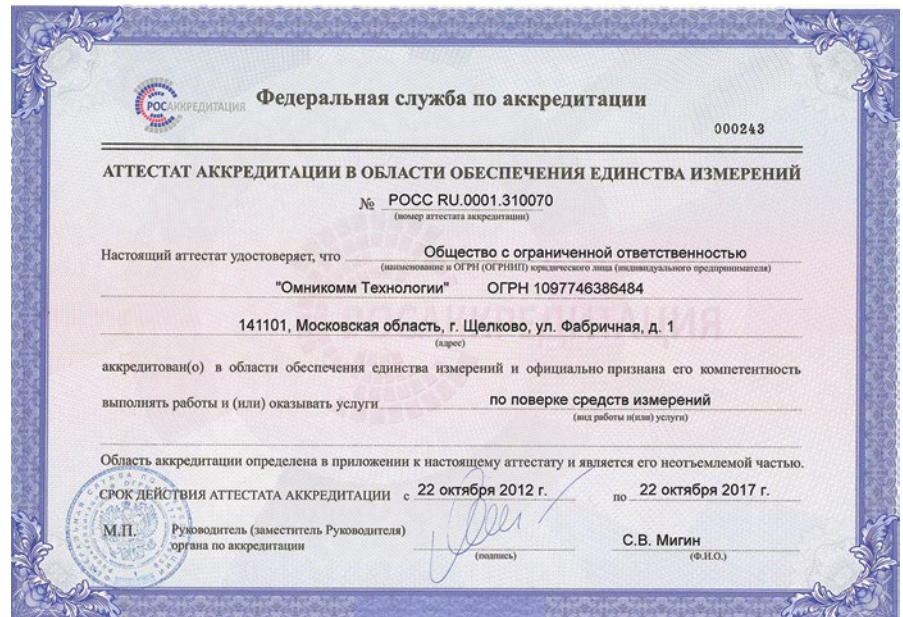 РОСАККРЕДИТАЦИЯ
Федеральная служба по аккредитации
000243
АТТЕСТАТ АККРЕДИТАЦИИ В ОБЛАСТИ ОБЕСПЕЧЕНИЯ ЕДИНСТВА ИЗМЕРЕНИЙ
№ РОСС RU.0001.310070
(номер аттестата аккредитации)
Настоящий аттестат удостоверяет, что Общество с ограниченной ответственностью
(наименование и ОГРН (ОГРНИП) юридического лица (индивидуального предпринимателя)
"Омникомм Технологии" ОГРН 1097746386484
141101, Московская область, г. Щелково, ул. Фабричная, д. 1
(адрес)
аккредитован(о) в области обеспечения единства измерений и официально признана его компетентность
выполнять работы и (или) оказывать услуги по поверке средств измерений
(вид работы и(или) услуги)
Область аккредитации определена в приложении к настоящему аттестату и является его неотъемлемой частью.
СРОК ДЕЙСТВИЯ АТТЕСТАТА АККРЕДИТАЦИИ с 22 октября 2012 г. по 22 октября 2017 г.
М.П. Руководитель (заместитель Руководителя)
органа по аккредитации
(подпись)
С.В. Мигин
(Ф.И.О.)